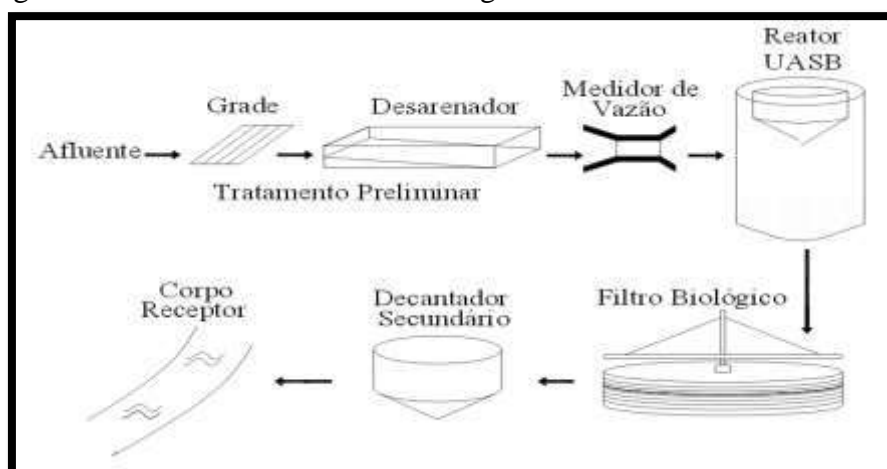 Reator
UASB
Medidor de
Vazão
Grade
Desarenador
Afluente
Tratamento Preliminar
Corpo
Receptor
Decantador
Secundário
Filtro Biológico